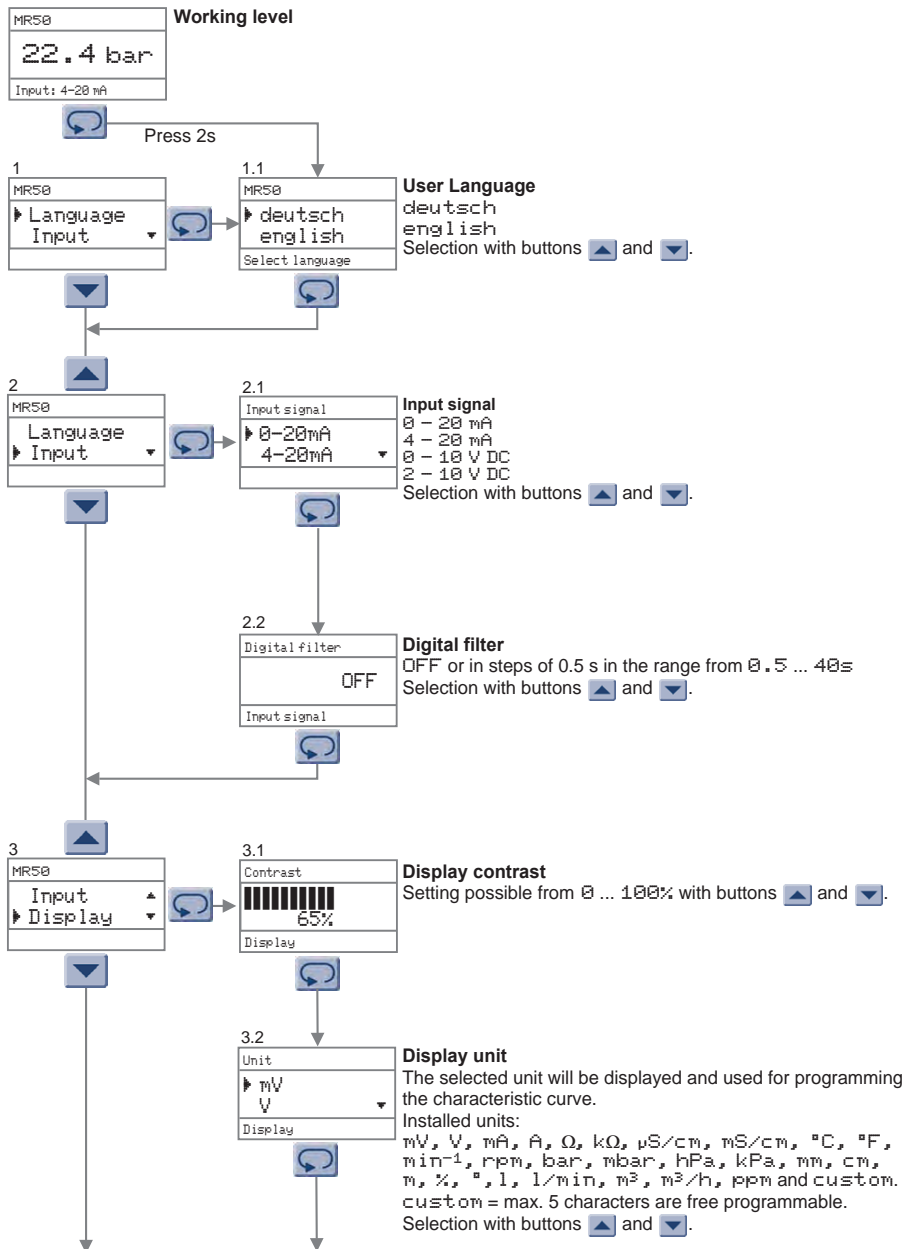 MR50
Working level
22.4 bar
Input: 4-20 mA
Press 2s
1
MR50
Language
Input
1.1
MR50
deutsch
english
Select language
User Language
deutsch
english
Selection with buttons and .
2
MR50
Language
Input
2.1
Input signal
0-20mA
4-20mA
Input signal
0 – 20 mA
4 – 20 mA
0 – 10 V DC
2 – 10 V DC
Selection with buttons and .
2.2
Digital filter
OFF
Input signal
Digital filter
OFF or in steps of 0.5 s in the range from 0.5 ... 40s
Selection with buttons and .
3
MR50
Input
Display
3.1
Contrast
65%
Display
Display contrast
Setting possible from 0 ... 100% with buttons and .
3.2
Unit
mV
V
Display
Display unit
The selected unit will be displayed and used for programming
the characteristic curve.
Installed units:
mV, V, mA, A, Ω, kΩ, µS/cm, mS/cm, °C, °F,
min⁻¹, rpm, bar, mbar, hPa, kPa, mm, cm,
m, %, °, l, l/min, m³, m³/h, ppm and custom.
custom = max. 5 characters are free programmable.
Selection with buttons and .